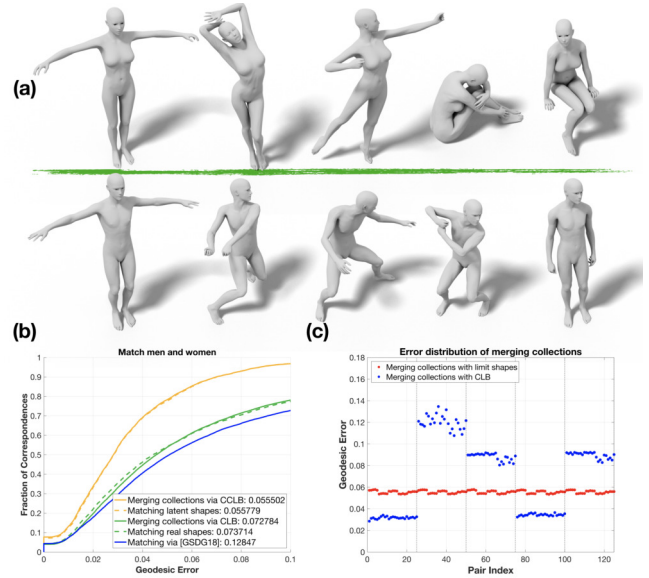 (a)
(b)
(c)
Match men and women
Fraction of Correspondences
1
0.9
0.8
0.7
0.6
0.5
0.4
0.3
0.2
0.1
0
0
0.02
0.04
0.06
0.08
0.1
Geodesic Error
Merging collections via CCLB: 0.055502
Matching latent shapes: 0.055779
Merging collections via CLB: 0.072784
Matching real shapes: 0.073714
Matching via [GSDG18]: 0.12847
Error distribution of merging collections
Geodesic Error
0.18
0.16
0.14
0.12
0.1
0.08
0.06
0.04
0.02
0
0
20
40
60
80
100
120
Pair Index
Merging collections with limit shapes
Merging collections with CLB